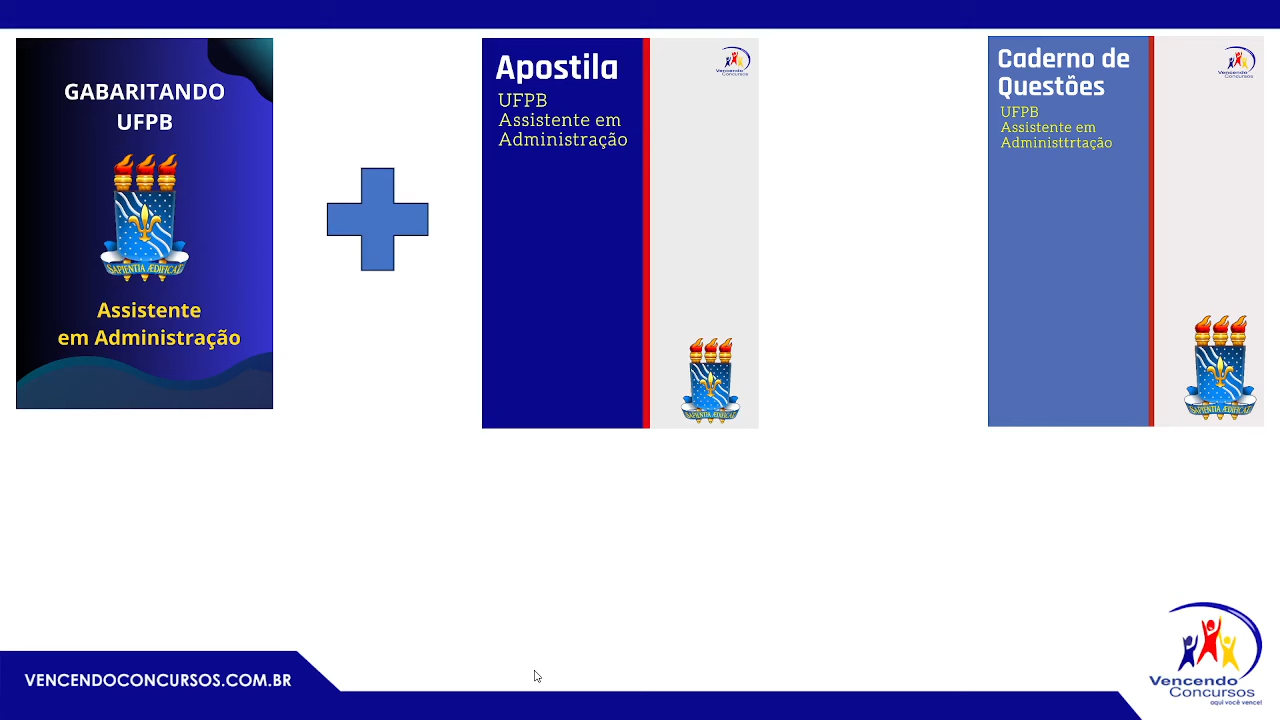 GABARITANDO
UFPB
SAPIENTIA ÆDIFICAT
Assistente
em Administração
Apostila
UFPB
Assistente em
Administração
Vencendo
CONCURSOS
SAPIENTIA ÆDIFICAT
Caderno de
Questões
UFPB
Assistente em
Administtrtação
Vencendo
CONCURSOS
SAPIENTIA ÆDIFICAT
VENCENDOCONCURSOS.COM.BR
Vencendo
CONCURSOS
aqui você vence!